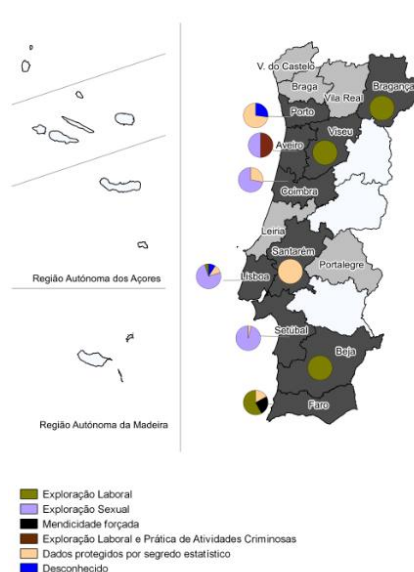 V. do Castelo
Bragança
Braga
Vila Real
Porto
Viseu
Aveiro
Coimbra
Leiria
Santarém
Portalegre
Região Autónoma dos Açores
Lisboa
Setúbal
Beja
Faro
Região Autónoma da Madeira
Exploração Laboral
Exploração Sexual
Mendicidade forçada
Exploração Laboral e Prática de Atividades Criminosas
Dados protegidos por segredo estatístico
Desconhecido